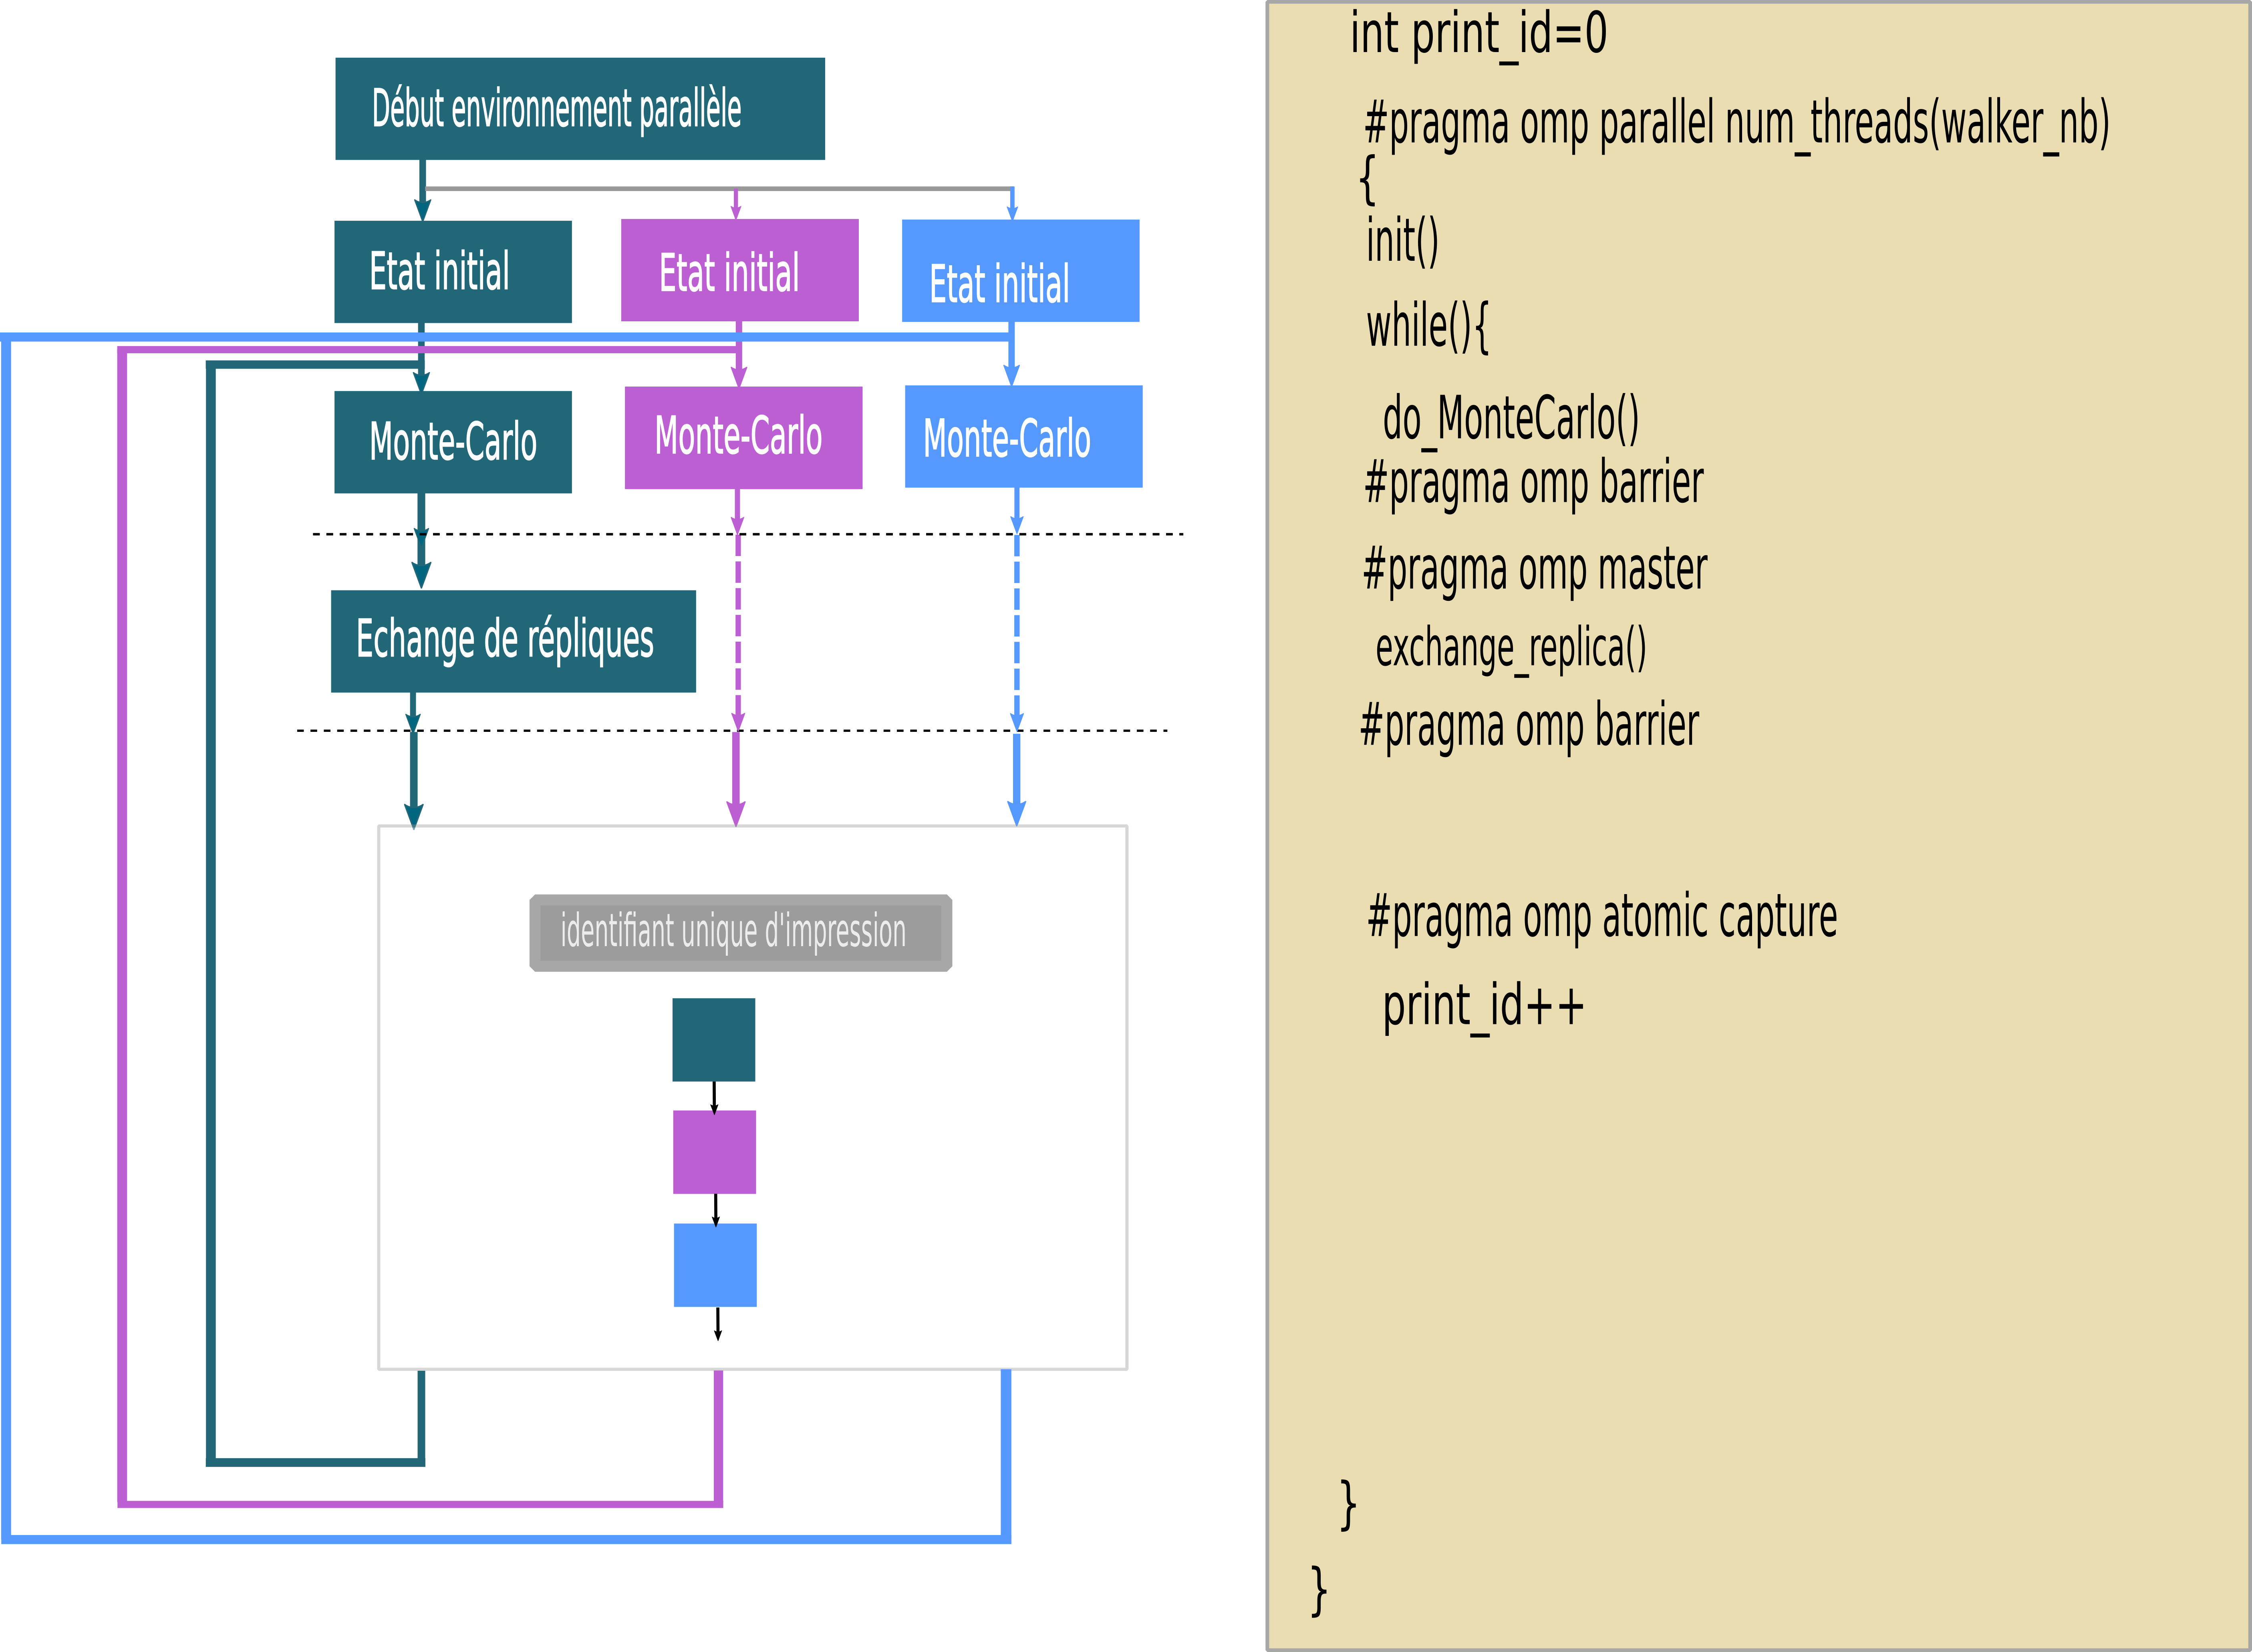 Début environnement parallèle
Etat initial
Etat initial
Etat initial
Monte-Carlo
Monte-Carlo
Monte-Carlo
Echange de répliques
identifiant unique d'impression
int print_id=0
#pragma omp parallel num_threads(walker_nb)
{
init()
while(){
do_MonteCarlo()
#pragma omp barrier
#pragma omp master
exchange_replica()
#pragma omp barrier
#pragma omp atomic capture
print_id++
}
}